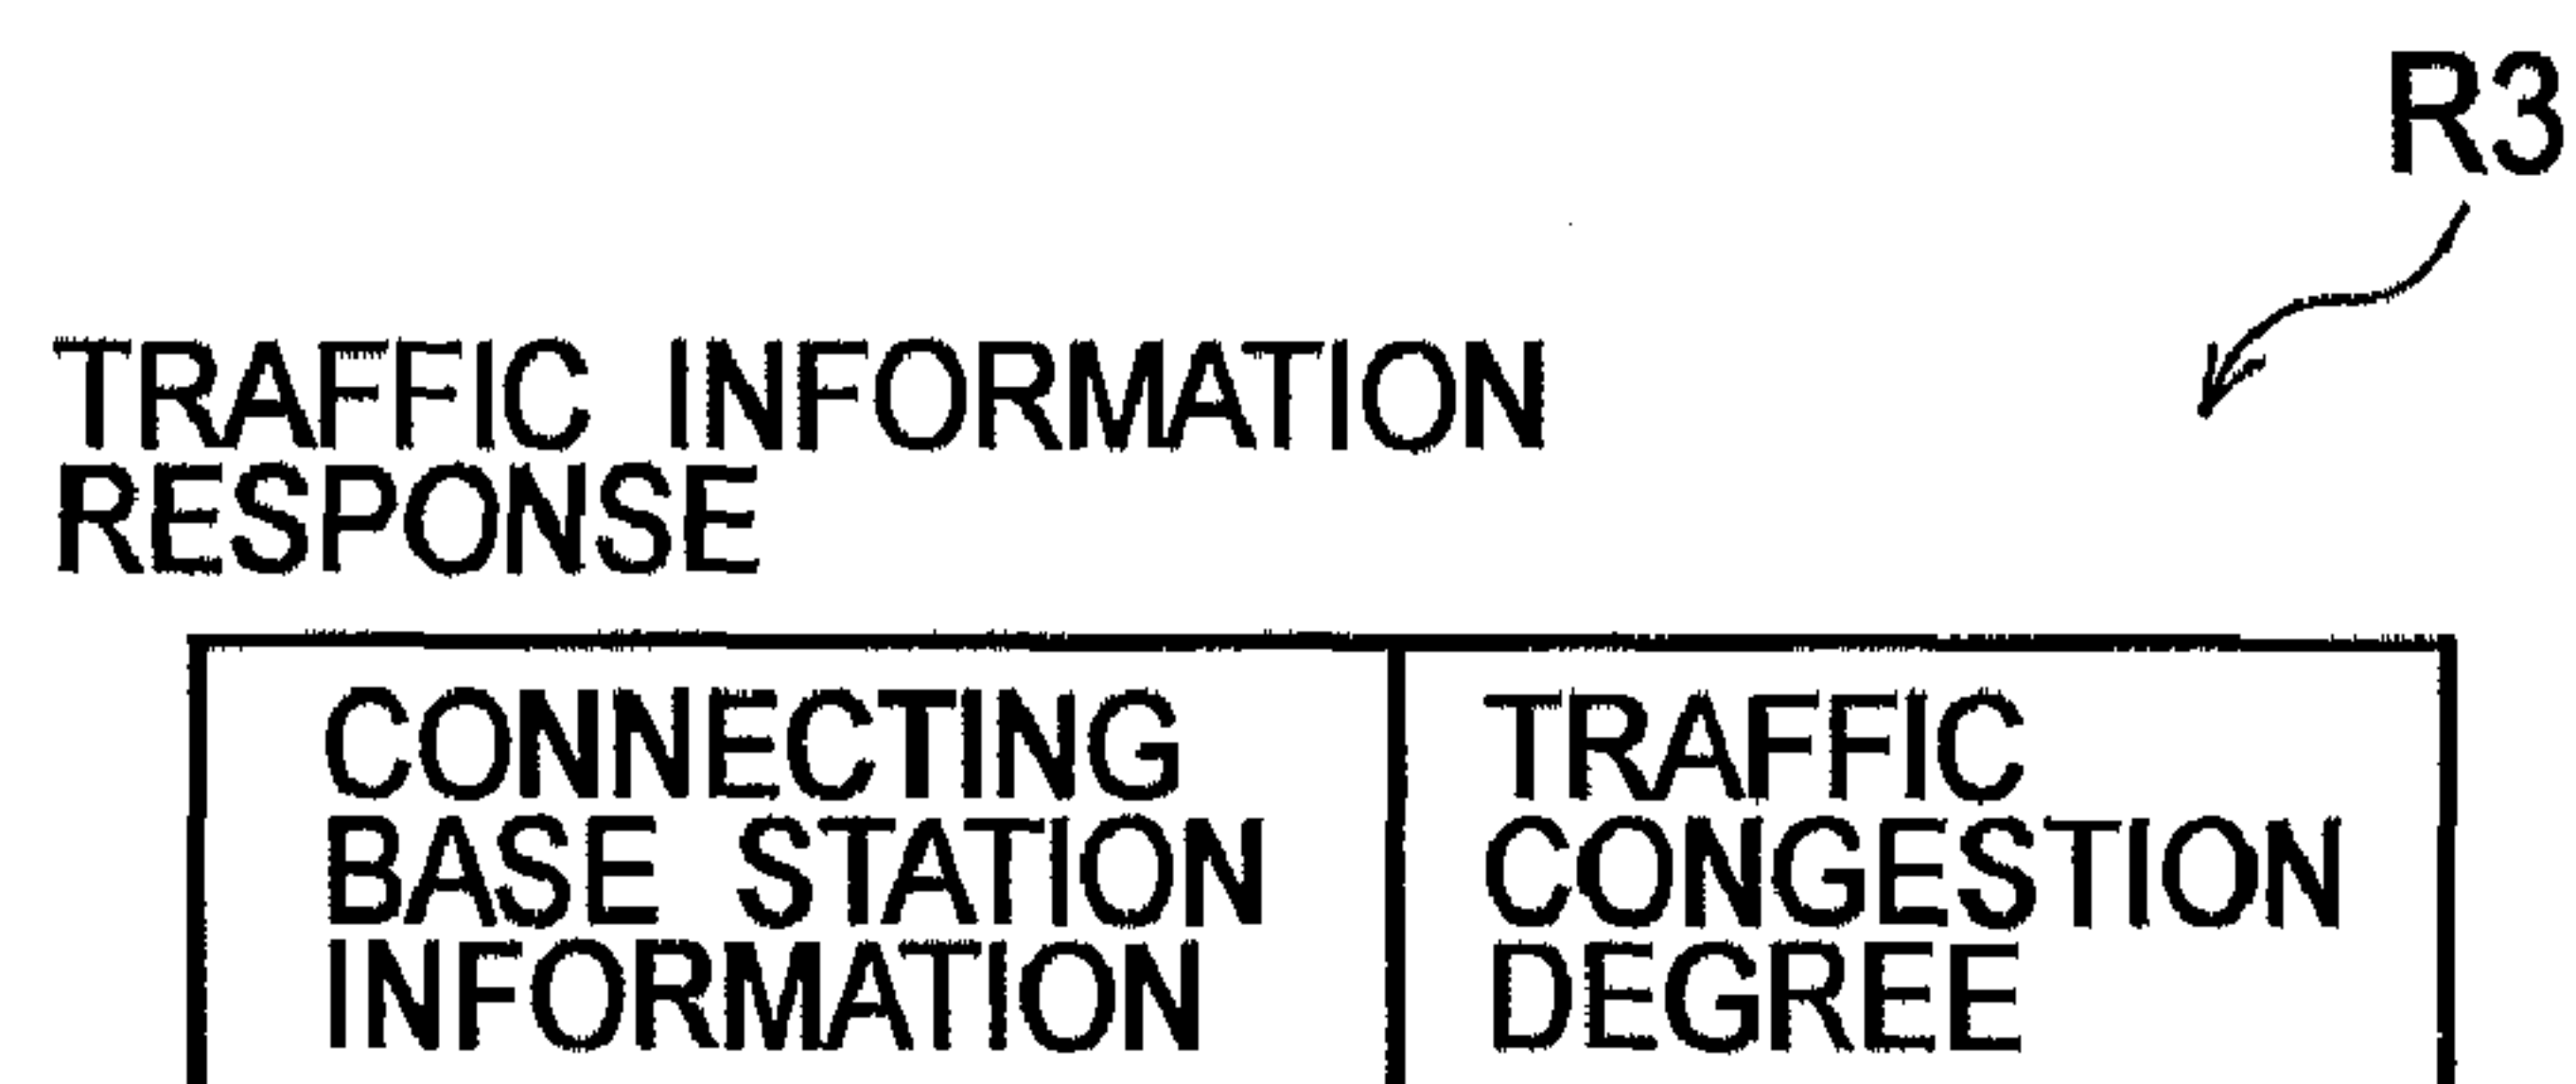 R3
TRAFFIC INFORMATION
RESPONSE
CONNECTING
BASE STATION
INFORMATION
TRAFFIC
CONGESTION
DEGREE